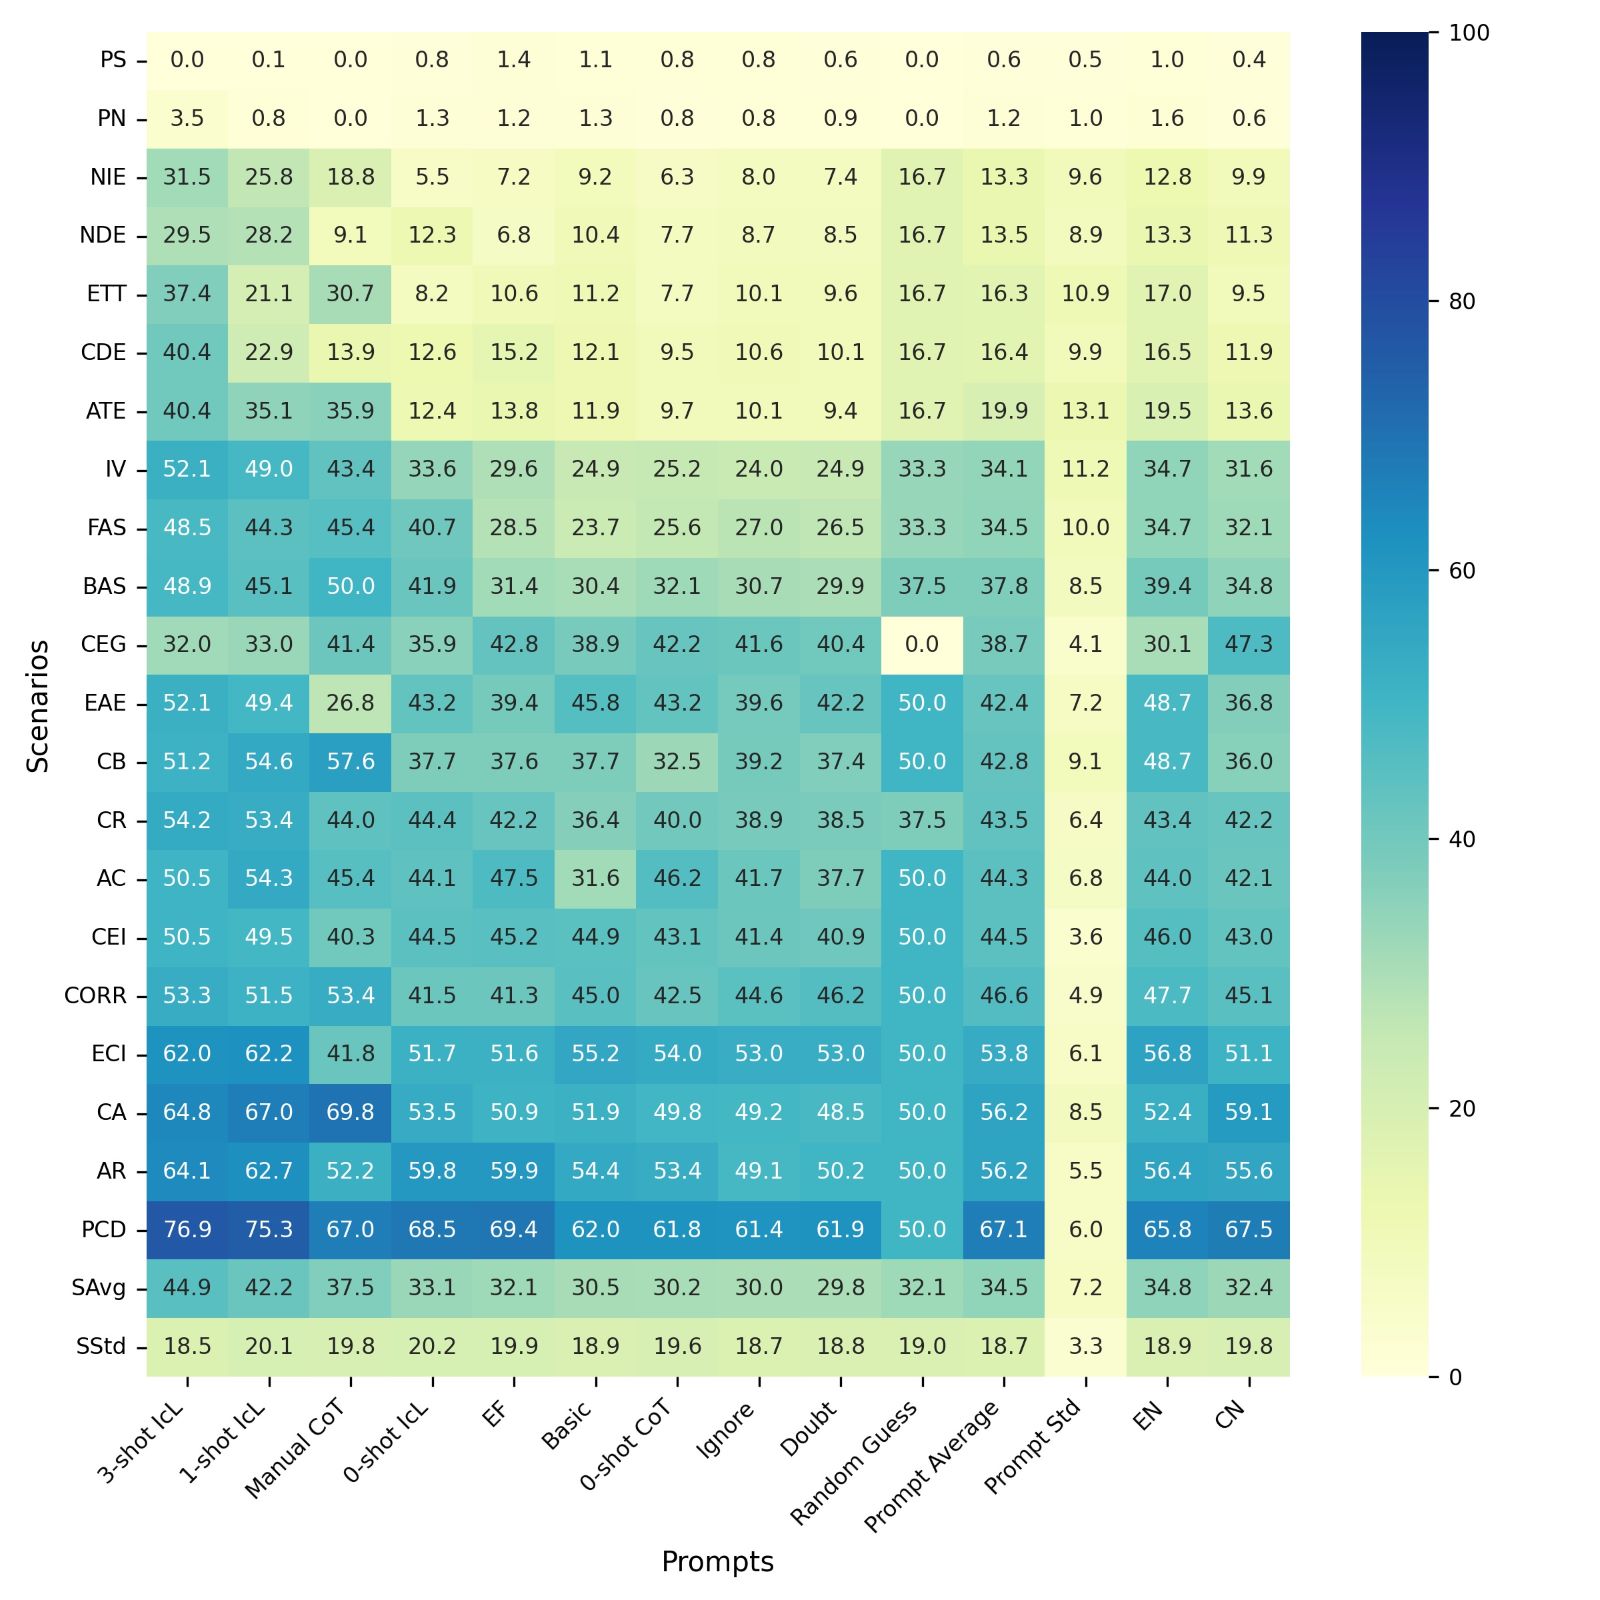 PS 0.0 0.1 0.0 0.8 1.4 1.1 0.8 0.8 0.6 0.0 0.6 0.5 1.0 0.4
PN 3.5 0.8 0.0 1.3 1.2 1.3 0.8 0.8 0.9 0.0 1.2 1.0 1.6 0.6
NIE 31.5 25.8 18.8 5.5 7.2 9.2 6.3 8.0 7.4 16.7 13.3 9.6 12.8 9.9
NDE 29.5 28.2 9.1 12.3 6.8 10.4 7.7 8.7 8.5 16.7 13.5 8.9 13.3 11.3
ETT 37.4 21.1 30.7 8.2 10.6 11.2 7.7 10.1 9.6 16.7 16.3 10.9 17.0 9.5
CDE 40.4 22.9 13.9 12.6 15.2 12.1 9.5 10.6 10.1 16.7 16.4 9.9 16.5 11.9
ATE 40.4 35.1 35.9 12.4 13.8 11.9 9.7 10.1 9.4 16.7 19.9 13.1 19.5 13.6
IV 52.1 49.0 43.4 33.6 29.6 24.9 25.2 24.0 24.9 33.3 34.1 11.2 34.7 31.6
FAS 48.5 44.3 45.4 40.7 28.5 23.7 25.6 27.0 26.5 33.3 34.5 10.0 34.7 32.1
BAS 48.9 45.1 50.0 41.9 31.4 30.4 32.1 30.7 29.9 37.5 37.8 8.5 39.4 34.8
CEG 32.0 33.0 41.4 35.9 42.8 38.9 42.2 41.6 40.4 0.0 38.7 4.1 30.1 47.3
EAE 52.1 49.4 26.8 43.2 39.4 45.8 43.2 39.6 42.2 50.0 42.4 7.2 48.7 36.8
CB 51.2 54.6 57.6 37.7 37.6 37.7 32.5 39.2 37.4 50.0 42.8 9.1 48.7 36.0
CR 54.2 53.4 44.0 44.4 42.2 36.4 40.0 38.9 38.5 37.5 43.5 6.4 43.4 42.2
AC 50.5 54.3 45.4 44.1 47.5 31.6 46.2 41.7 37.7 50.0 44.3 6.8 44.0 42.1
CEI 50.5 49.5 40.3 44.5 45.2 44.9 43.1 41.4 40.9 50.0 44.5 3.6 46.0 43.0
CORR 53.3 51.5 53.4 41.5 41.3 45.0 42.5 44.6 46.2 50.0 46.6 4.9 47.7 45.1
ECI 62.0 62.2 41.8 51.7 51.6 55.2 54.0 53.0 53.0 50.0 53.8 6.1 56.8 51.1
CA 64.8 67.0 69.8 53.5 50.9 51.9 49.8 49.2 48.5 50.0 56.2 8.5 52.4 59.1
AR 64.1 62.7 52.2 59.8 59.9 54.4 53.4 49.1 50.2 50.0 56.2 5.5 56.4 55.6
PCD 76.9 75.3 67.0 68.5 69.4 62.0 61.8 61.4 61.9 50.0 67.1 6.0 65.8 67.5
SAvg 44.9 42.2 37.5 33.1 32.1 30.5 30.2 30.0 29.8 32.1 34.5 7.2 34.8 32.4
SStd 18.5 20.1 19.8 20.2 19.9 18.9 19.6 18.7 18.8 19.0 18.7 3.3 18.9 19.8
3-shot IcL
1-shot IcL
Manual CoT
0-shot IcL
EF
Basic
0-shot CoT
Ignore
Doubt
Random Guess
Prompt Average
Prompt Std
EN
CN
Prompts
Scenarios
100
80
60
40
20
0